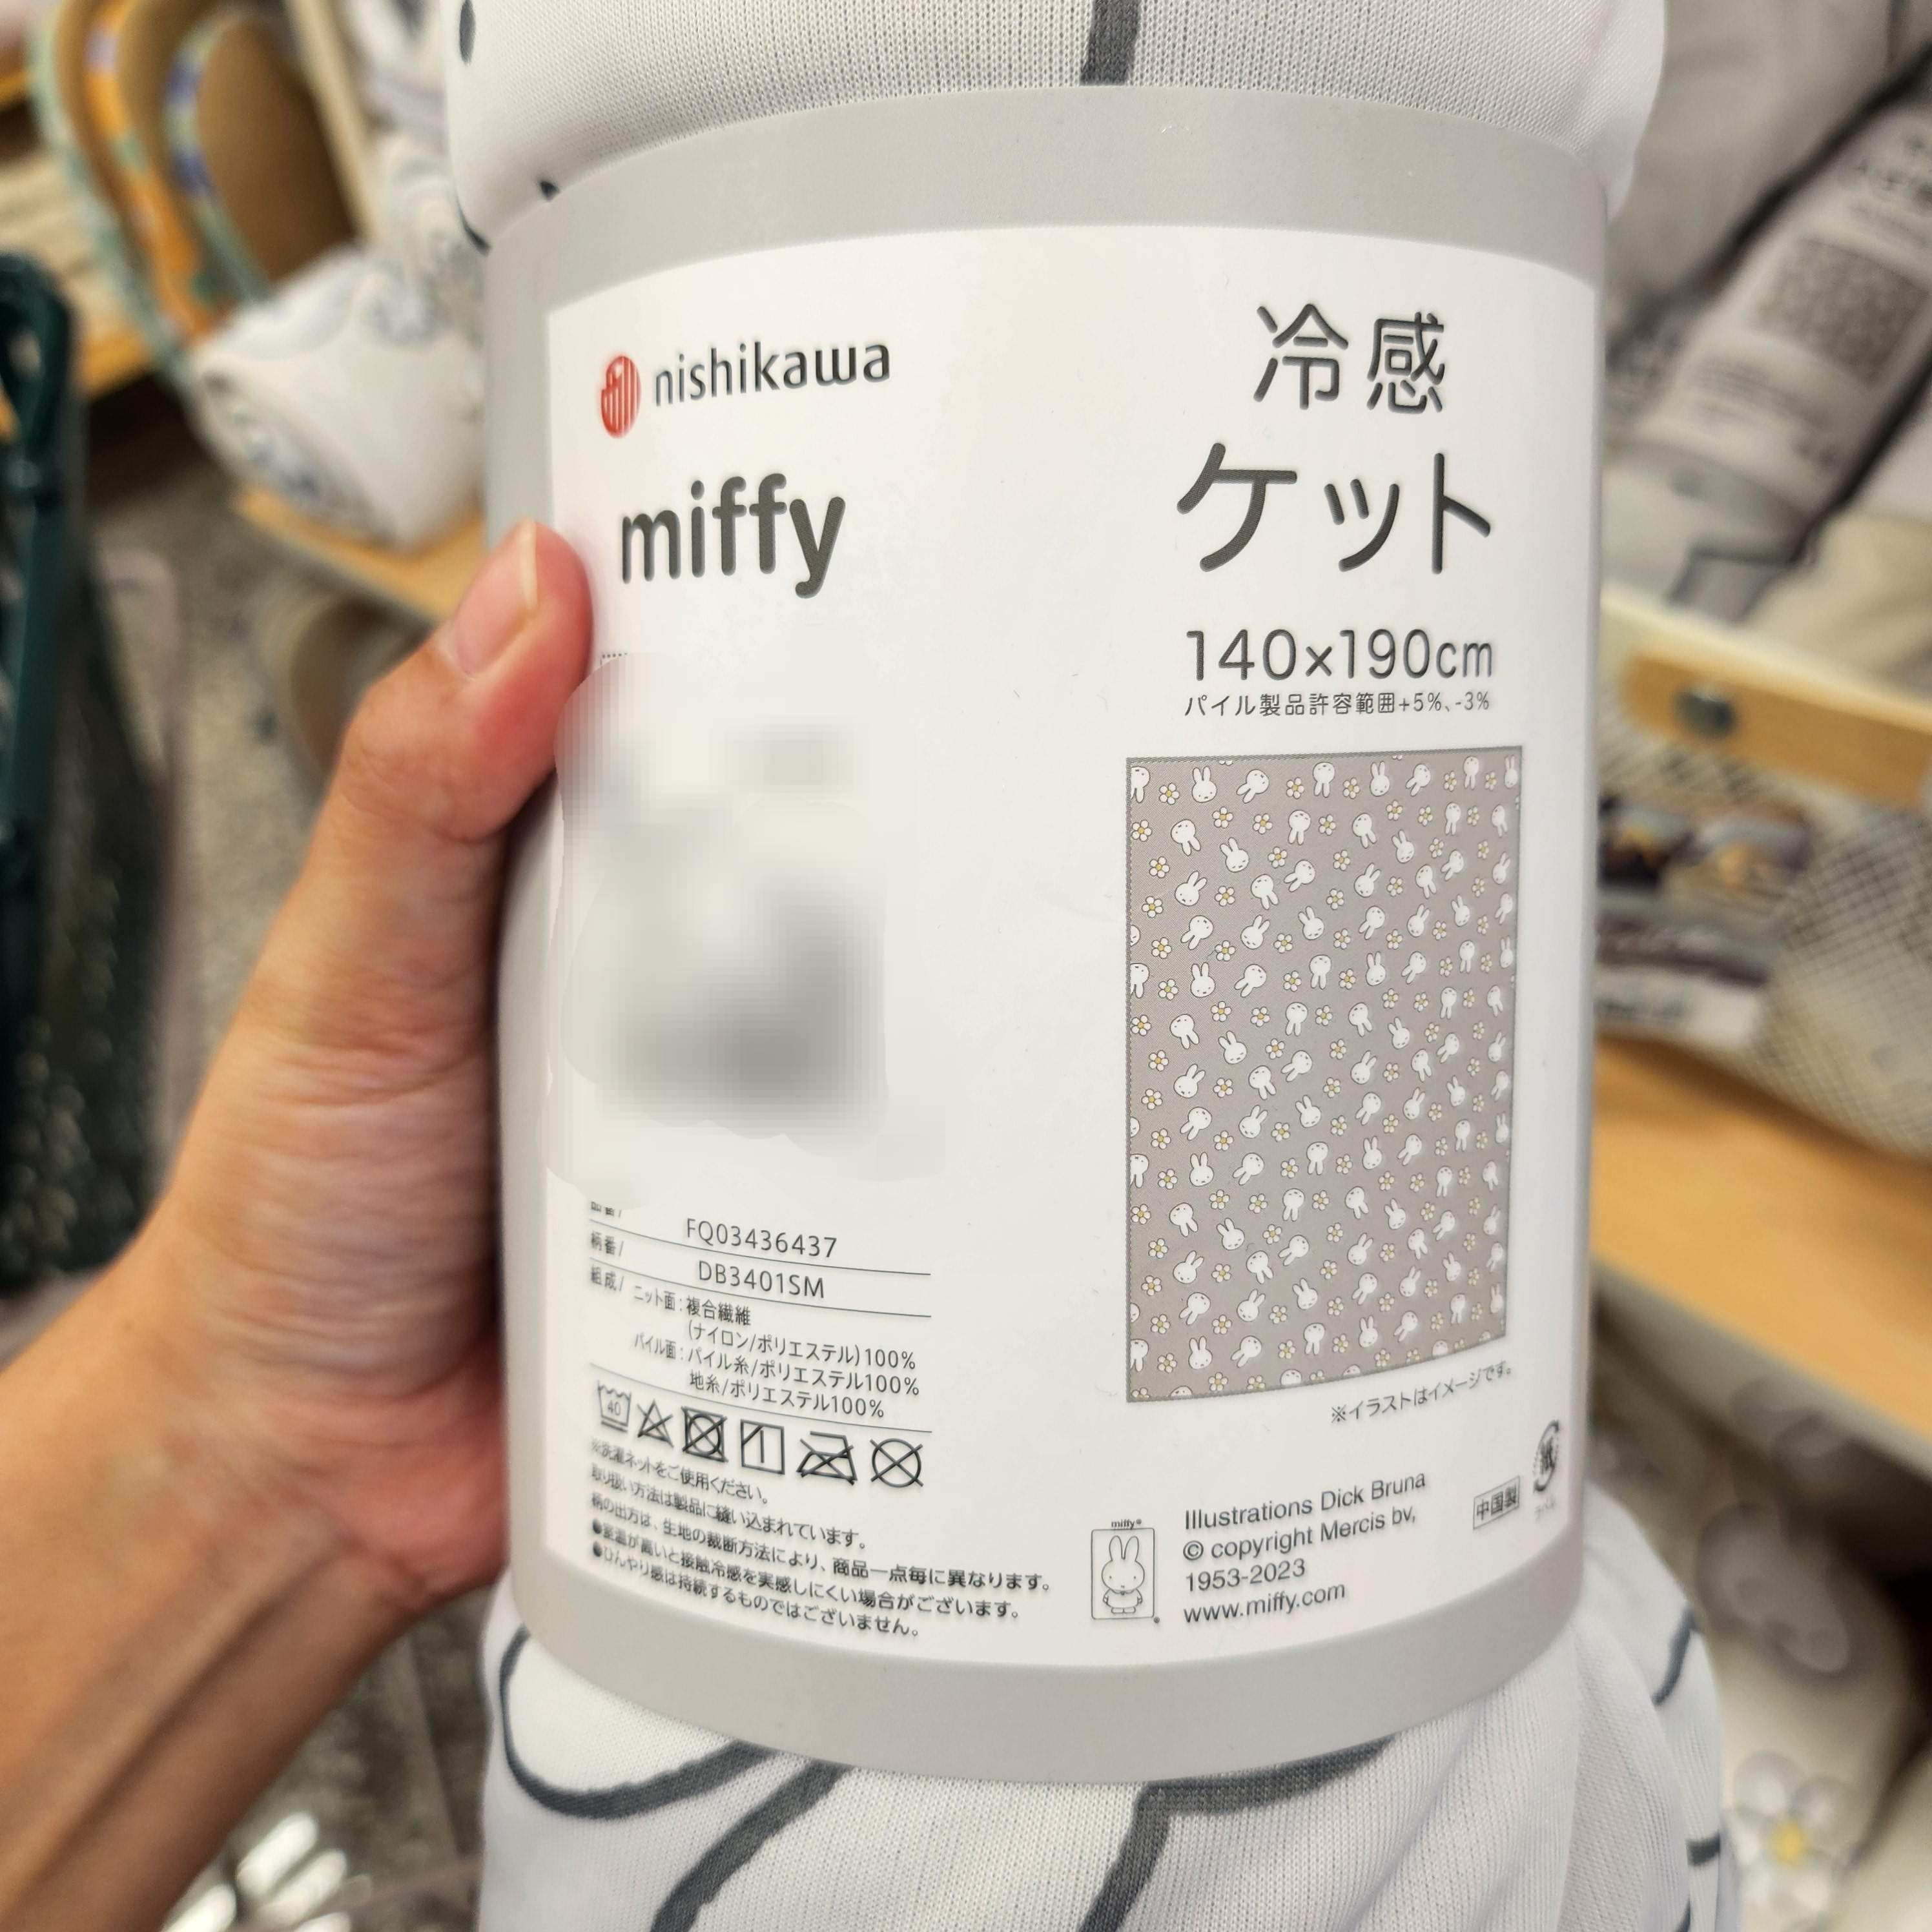 nishikawa
miffy
冷感
ケット
140×190cm
パイル製品許容範囲+5%、-3%
※イラストはイメージです。
品番/ FQ03436437
柄番/ DB3401SM
組成/ ニット面:複合繊維
(ナイロン/ポリエステル)100%
パイル面:パイル糸/ポリエステル100%
地糸/ポリエステル100%
40
※洗濯ネットをご使用ください。
取り扱い方法は製品に縫い込まれています。
柄の出方は、生地の裁断方法により、商品一点毎に異なります。
●室温が高いと接触冷感を実感しにくい場合がございます。
●ひんやり感は持続するものではございません。
miffy®
Illustrations Dick Bruna
© copyright Mercis bv,
1953-2023
www.miffy.com
中国製
紙